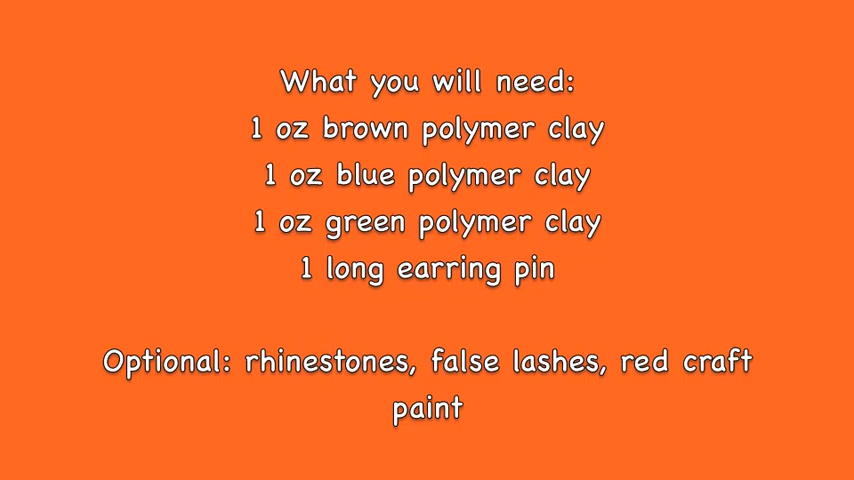 What you will need:
1 oz brown polymer clay
1 oz blue polymer clay
1 oz green polymer clay
1 long earring pin
Optional: rhinestones, false lashes, red craft
paint